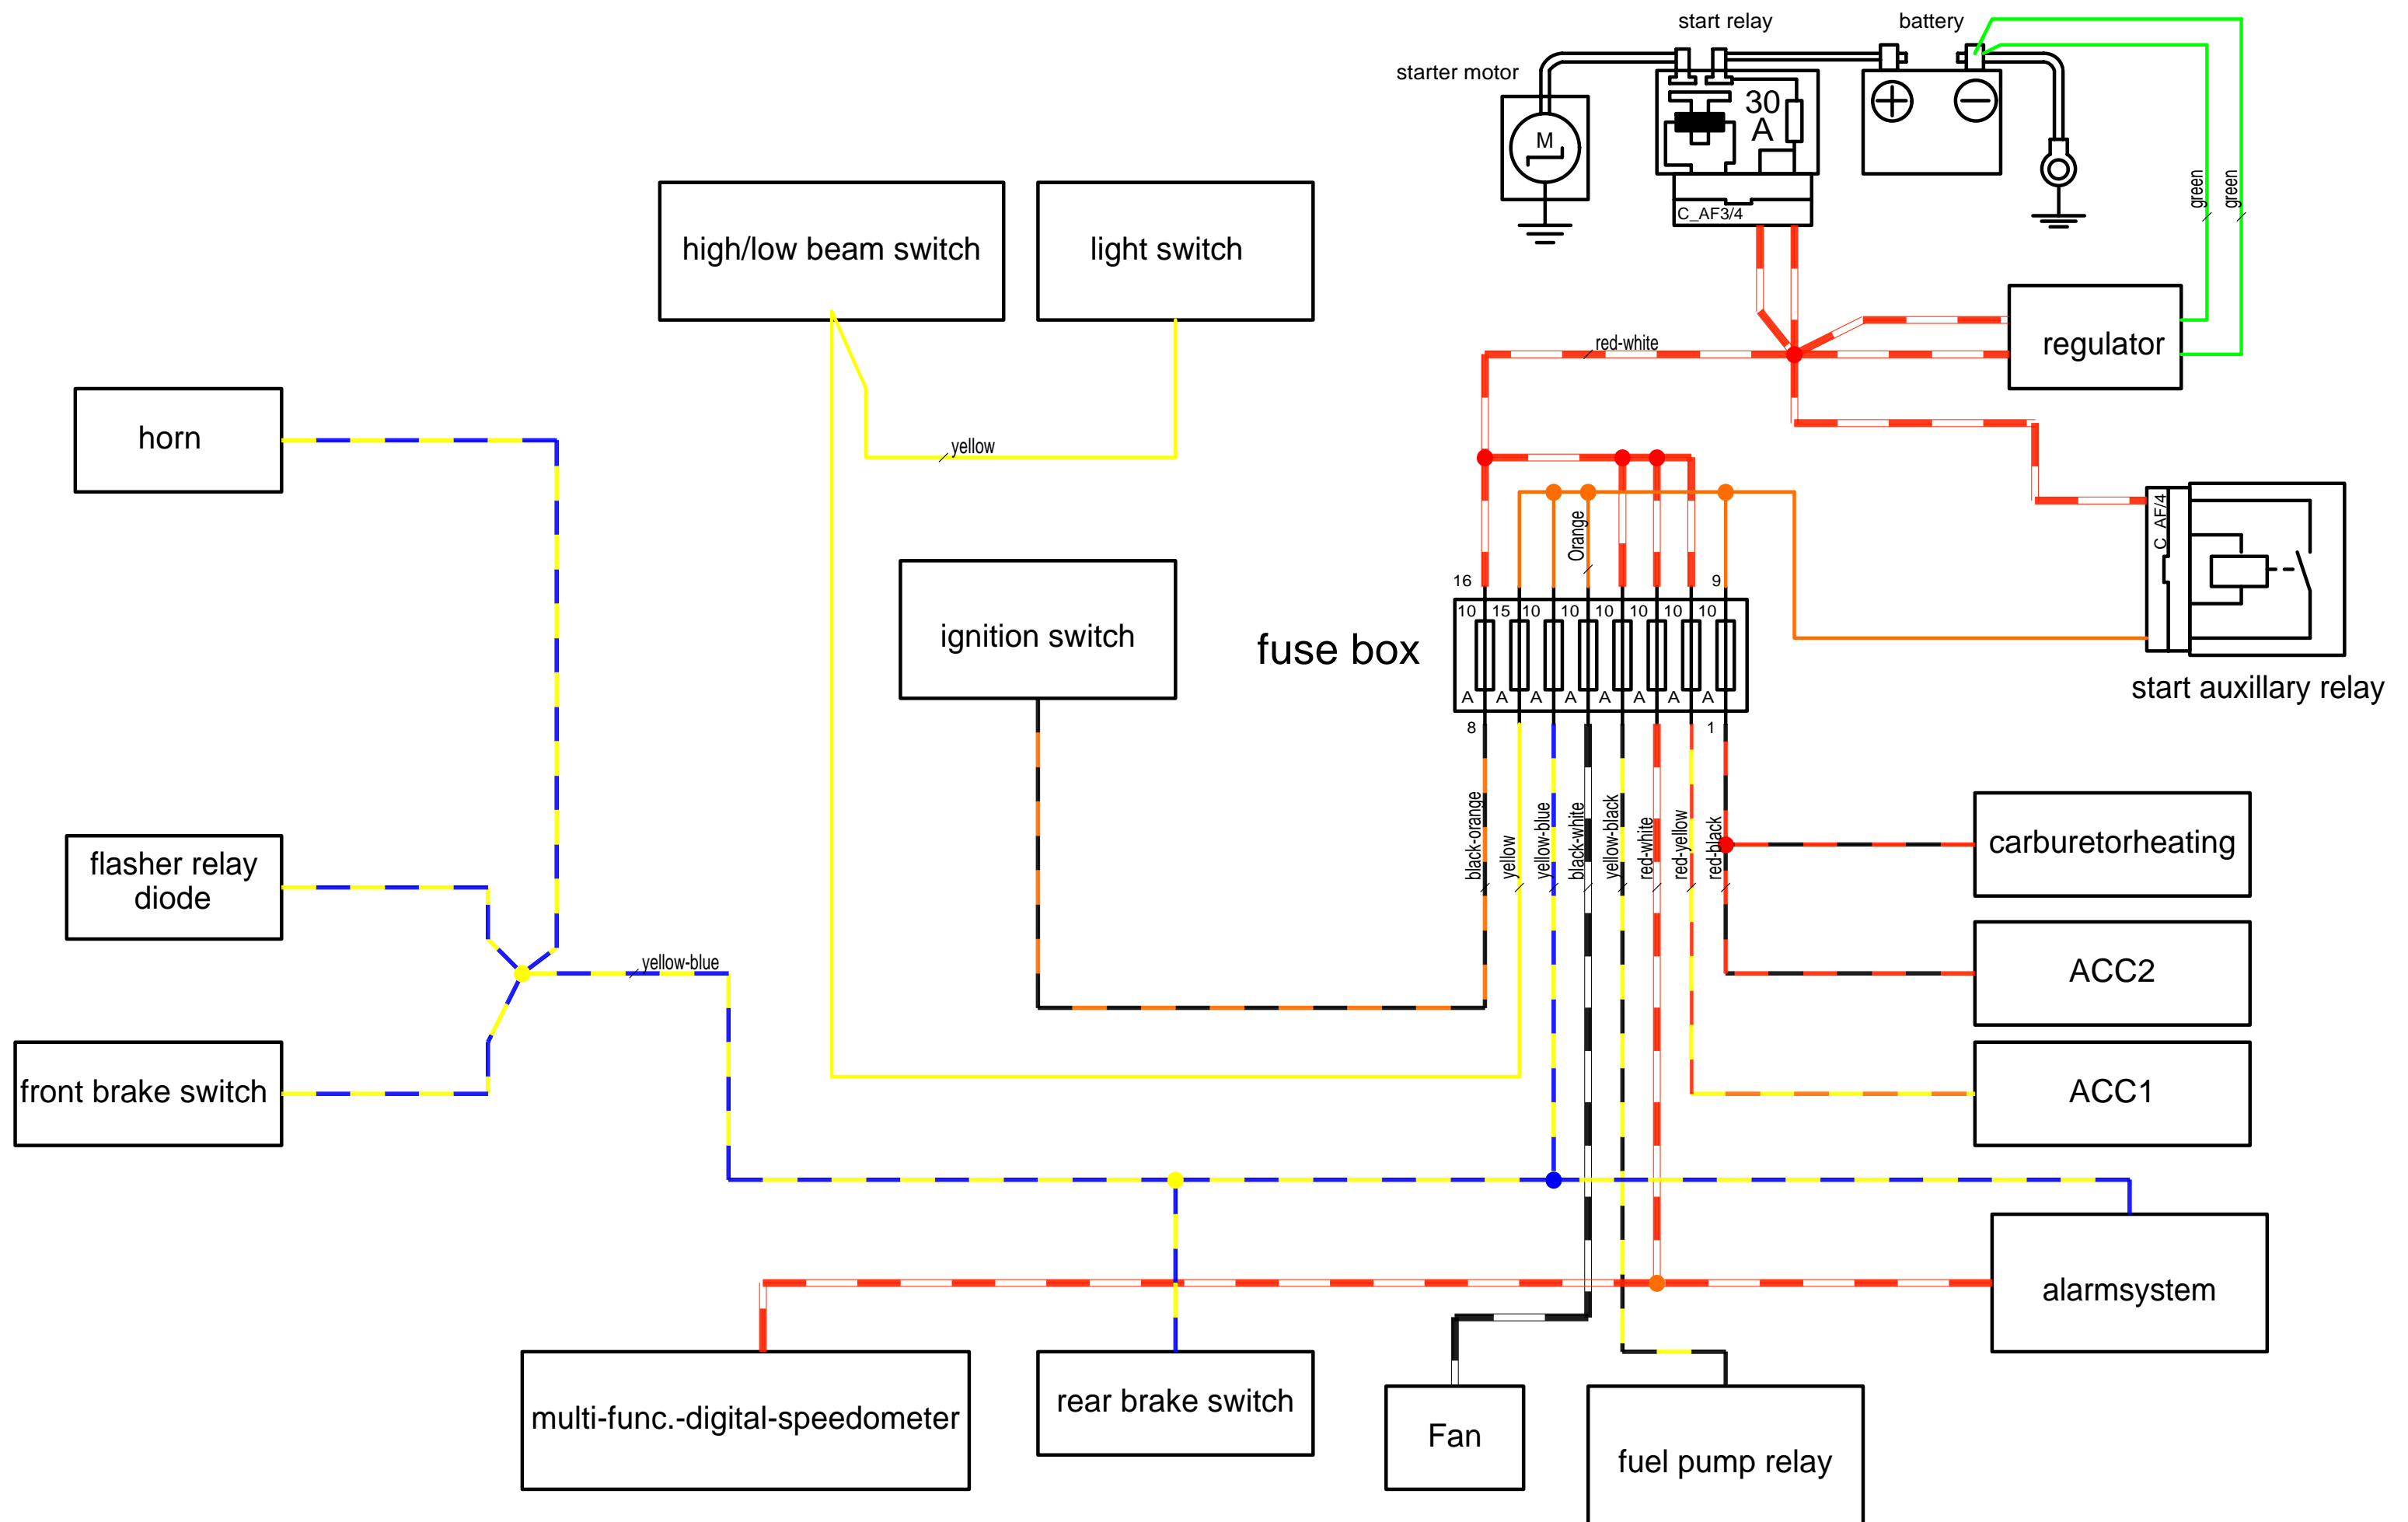 start relay
battery
starter motor
30
A
M
C_AF3/4
green
green
high/low beam switch
light switch
red-white
regulator
horn
yellow
Orange
C_AF/4
16
9
10
15
10
10
10
10
10
10
ignition switch
fuse box
A
A
A
A
A
A
A
A
start auxillary relay
8
1
black-orange
yellow
yellow-blue
black-white
yellow-black
red-white
red-yellow
red-black
carburetorheating
flasher relay
diode
yellow-blue
ACC2
front brake switch
ACC1
alarmsystem
multi-func.-digital-speedometer
rear brake switch
Fan
fuel pump relay